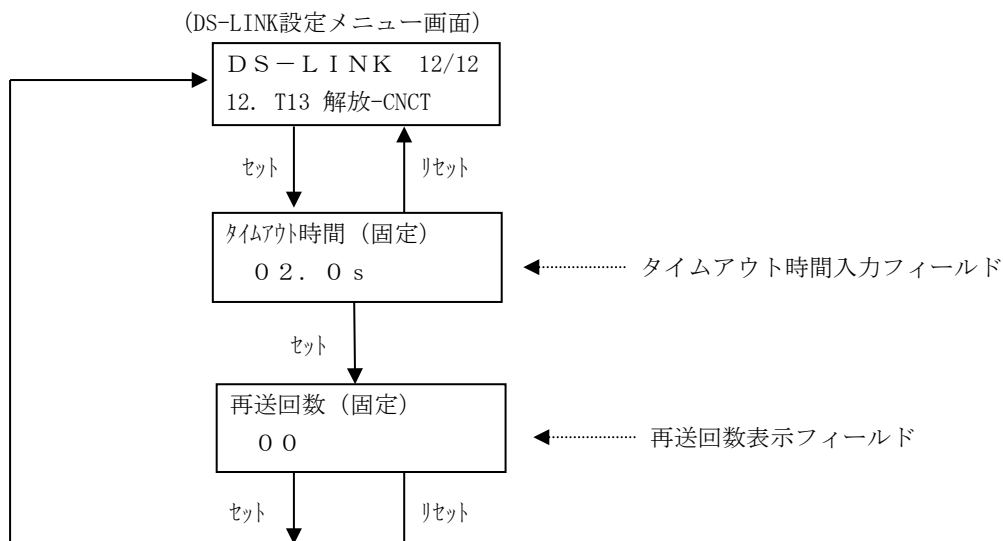 (DS-LINK設定メニュー画面)
DS-LINK 12/12
12. T13 解放-CNCT
セット リセット
タイムアウト時間 (固定)
02.0s
タイムアウト時間入力フィールド
セット
再送回数 (固定)
00
再送回数表示フィールド
セット リセット